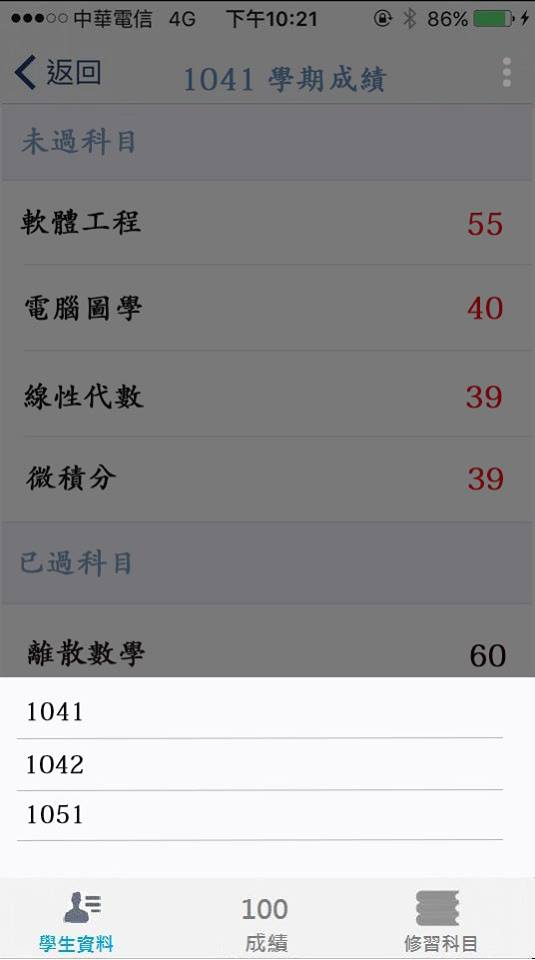 中華電信 4G 下午10:21 86%
返回 1041 學期成績
未過科目
軟體工程 55
電腦圖學 40
線性代數 39
微積分 39
已過科目
離散數學 60
1041
1042
1051
100
學生資料 成績 修習科目